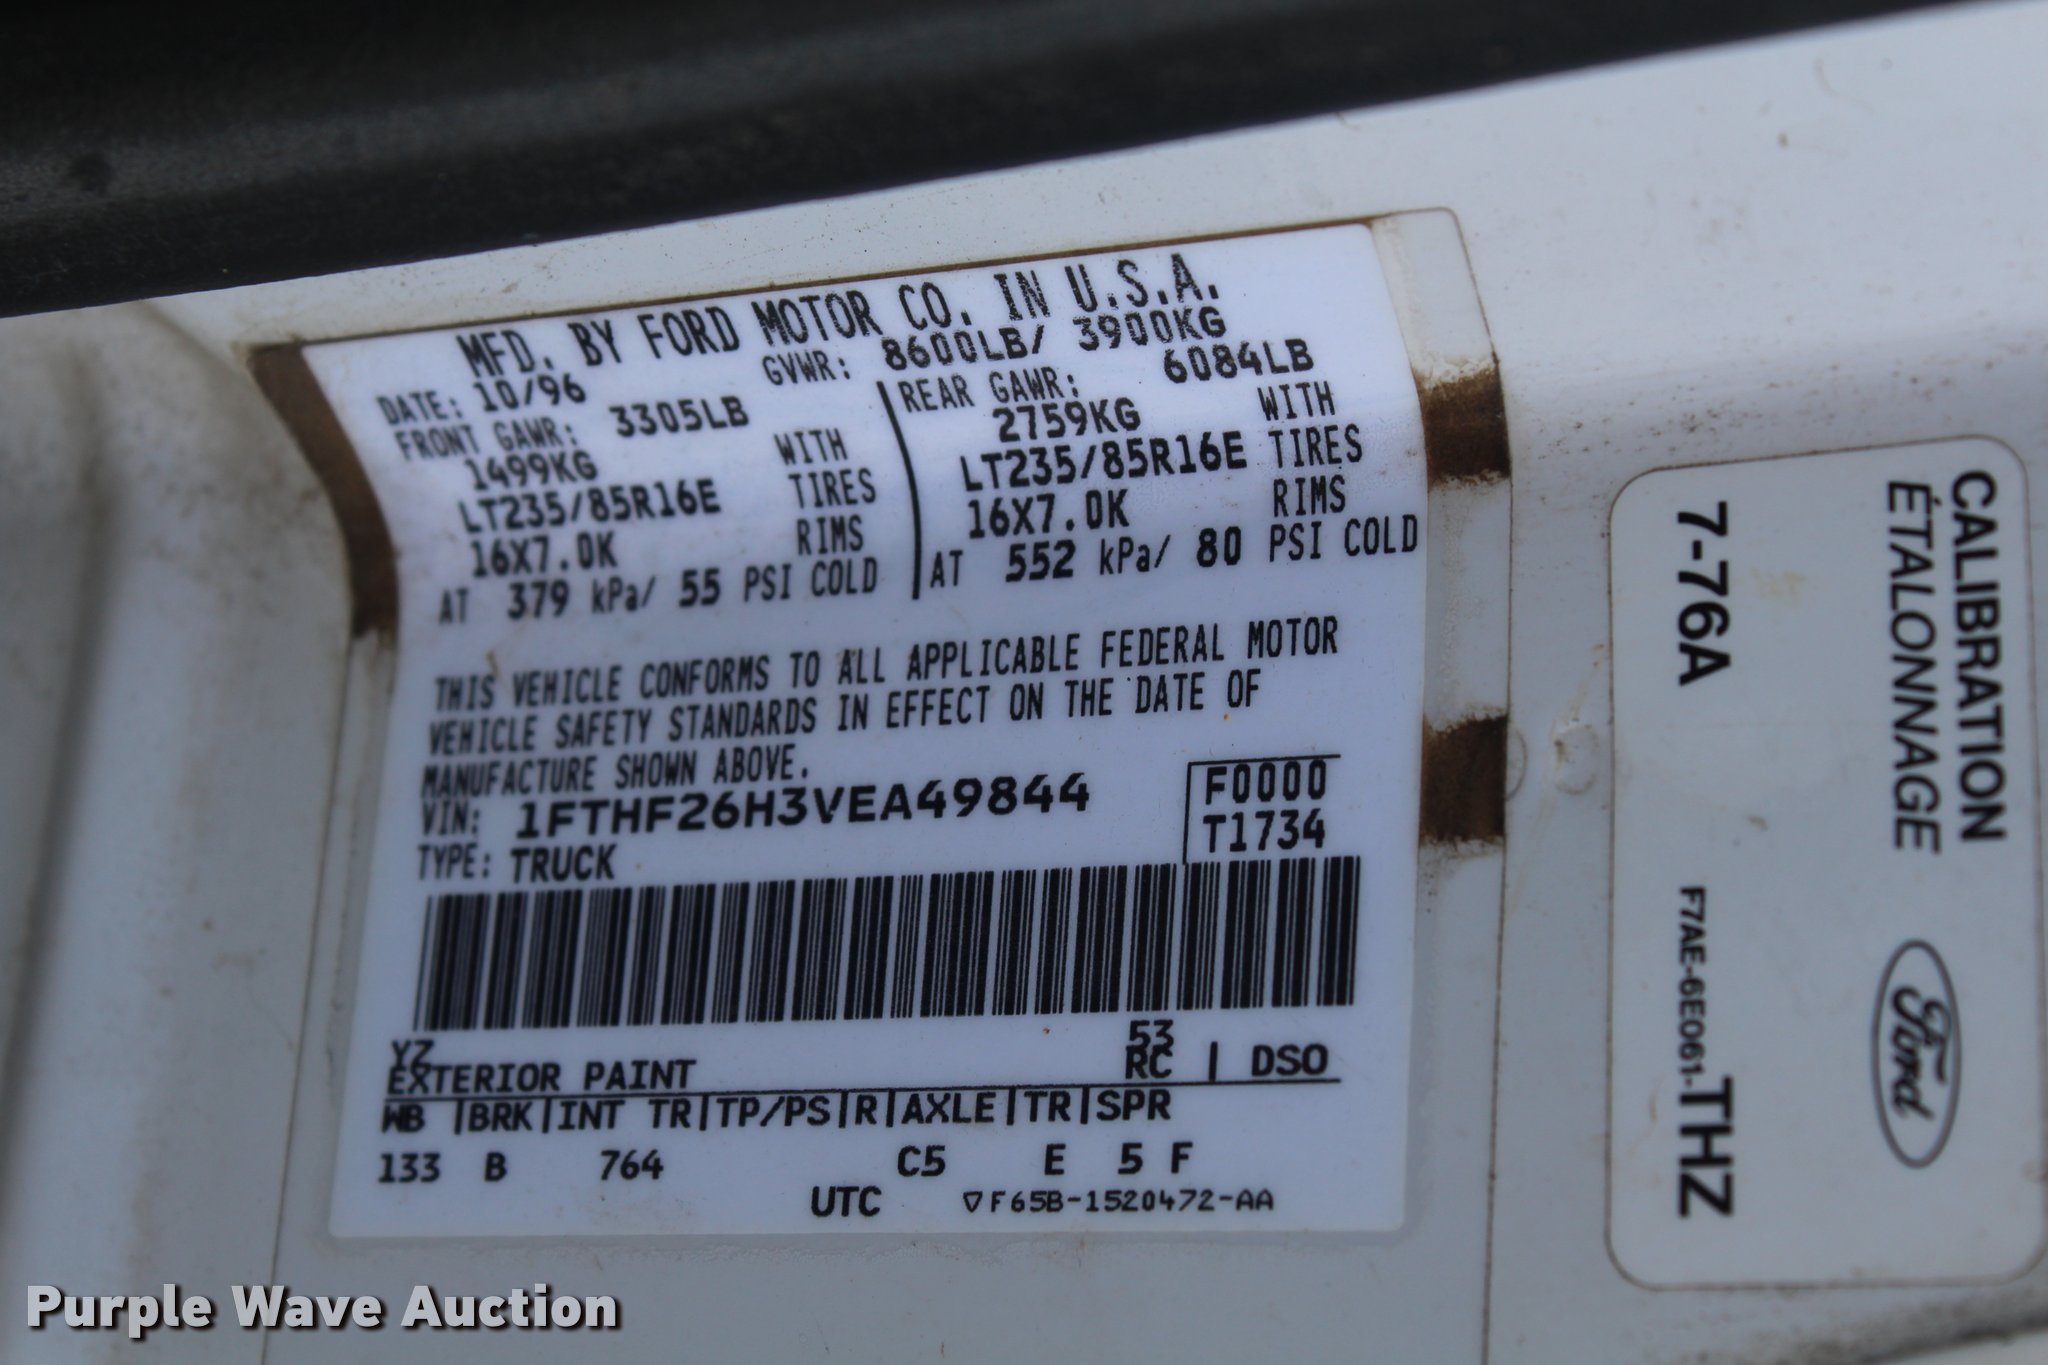 MFD. BY FORD MOTOR CO. IN U.S.A.
DATE: 10/96 GVWR: 8600LB/ 3900KG
FRONT GAWR: 3305LB
1499KG WITH
LT235/85R16E TIRES
16X7.0K RIMS
AT 379 kPa/ 55 PSI COLD
REAR GAWR: 6084LB
2759KG WITH
LT235/85R16E TIRES
16X7.0K RIMS
AT 552 kPa/ 80 PSI COLD
THIS VEHICLE CONFORMS TO ALL APPLICABLE FEDERAL MOTOR
VEHICLE SAFETY STANDARDS IN EFFECT ON THE DATE OF
MANUFACTURE SHOWN ABOVE.
VIN: 1FTHF26H3VEA49844
TYPE: TRUCK
F0000
T1734
YZ 53
EXTERIOR PAINT RC | DSO
WB |BRK|INT TR|TP/PS|R|AXLE|TR|SPR
133 B 764 C5 E 5 F
UTC ▽F65B-1520472-AA
CALIBRATION
ÉTALONNAGE
Ford
7-76A
F7AE-6E061-THZ
Purple Wave Auction